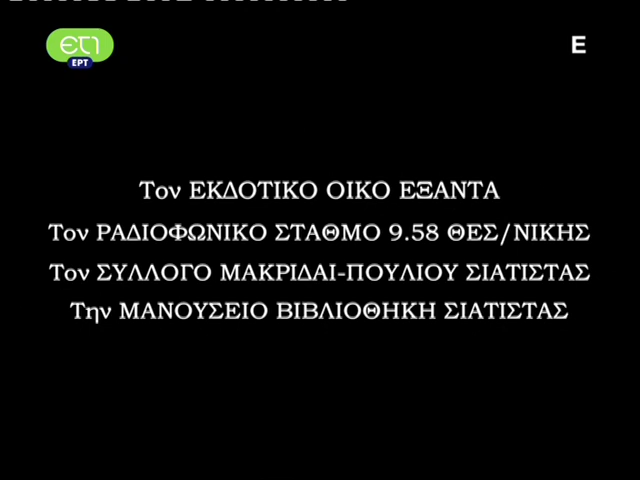 ΕΤ1
ΕΡΤ
E
Τον ΕΚΔΟΤΙΚΟ ΟΙΚΟ ΕΞΑΝΤΑ
Τον ΡΑΔΙΟΦΩΝΙΚΟ ΣΤΑΘΜΟ 9.58 ΘΕΣ/ΝΙΚΗΣ
Τον ΣΥΛΛΟΓΟ ΜΑΚΡΙΔΑΙ-ΠΟΥΛΙΟΥ ΣΙΑΤΙΣΤΑΣ
Την ΜΑΝΟΥΣΕΙΟ ΒΙΒΛΙΟΘΗΚΗ ΣΙΑΤΙΣΤΑΣ